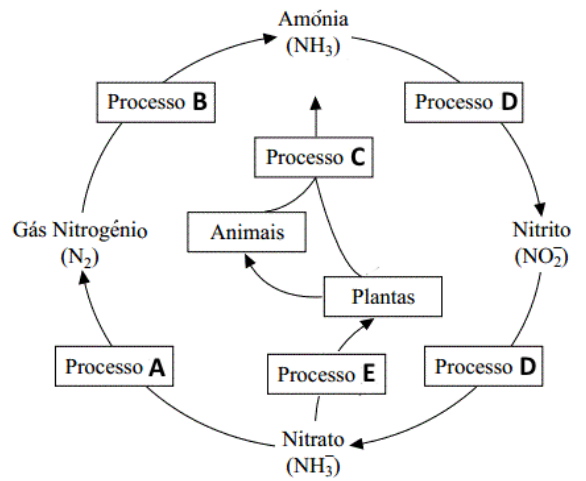 Amónia
(NH₃)
Processo B
Processo D
Processo C
Gás Nitrogénio
(N₂)
Animais
Nitrito
(NO₂⁻)
Plantas
Processo A
Processo E
Processo D
Nitrato
(NH₃⁻)